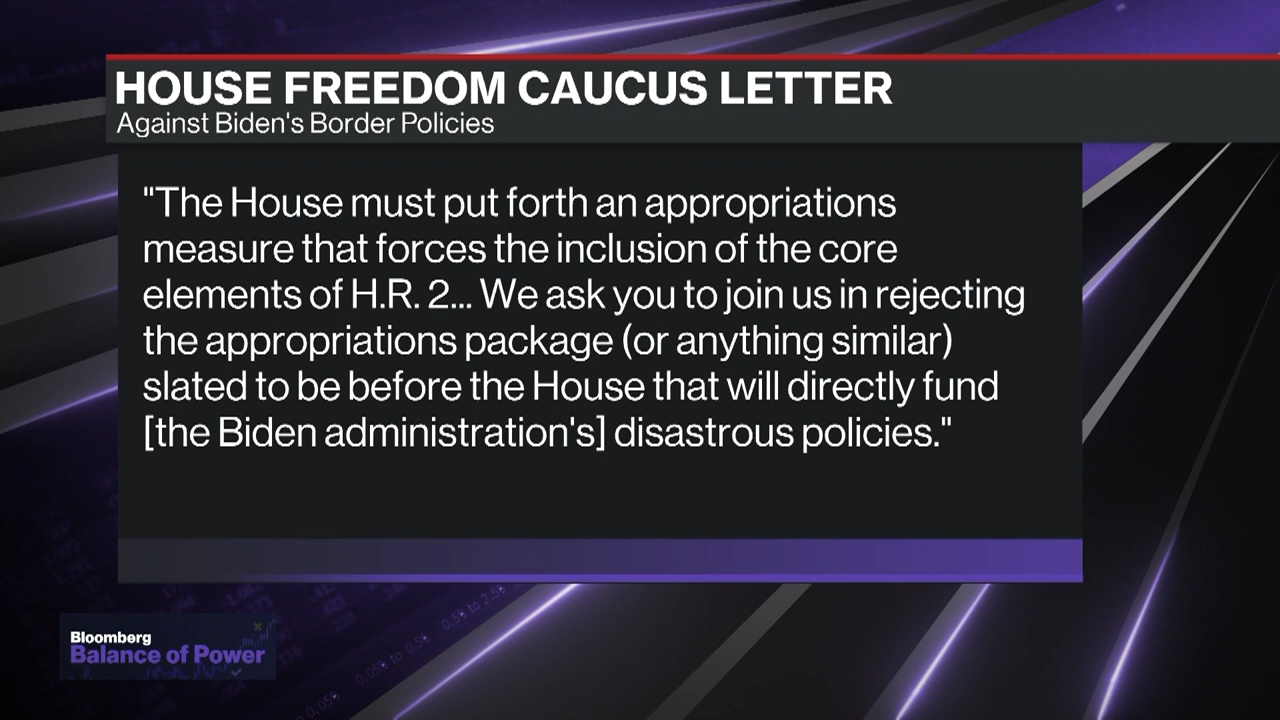 HOUSE FREEDOM CAUCUS LETTER
Against Biden's Border Policies
"The House must put forth an appropriations
measure that forces the inclusion of the core
elements of H.R. 2... We ask you to join us in rejecting
the appropriations package (or anything similar)
slated to be before the House that will directly fund
[the Biden administration's] disastrous policies."
Bloomberg
Balance of Power